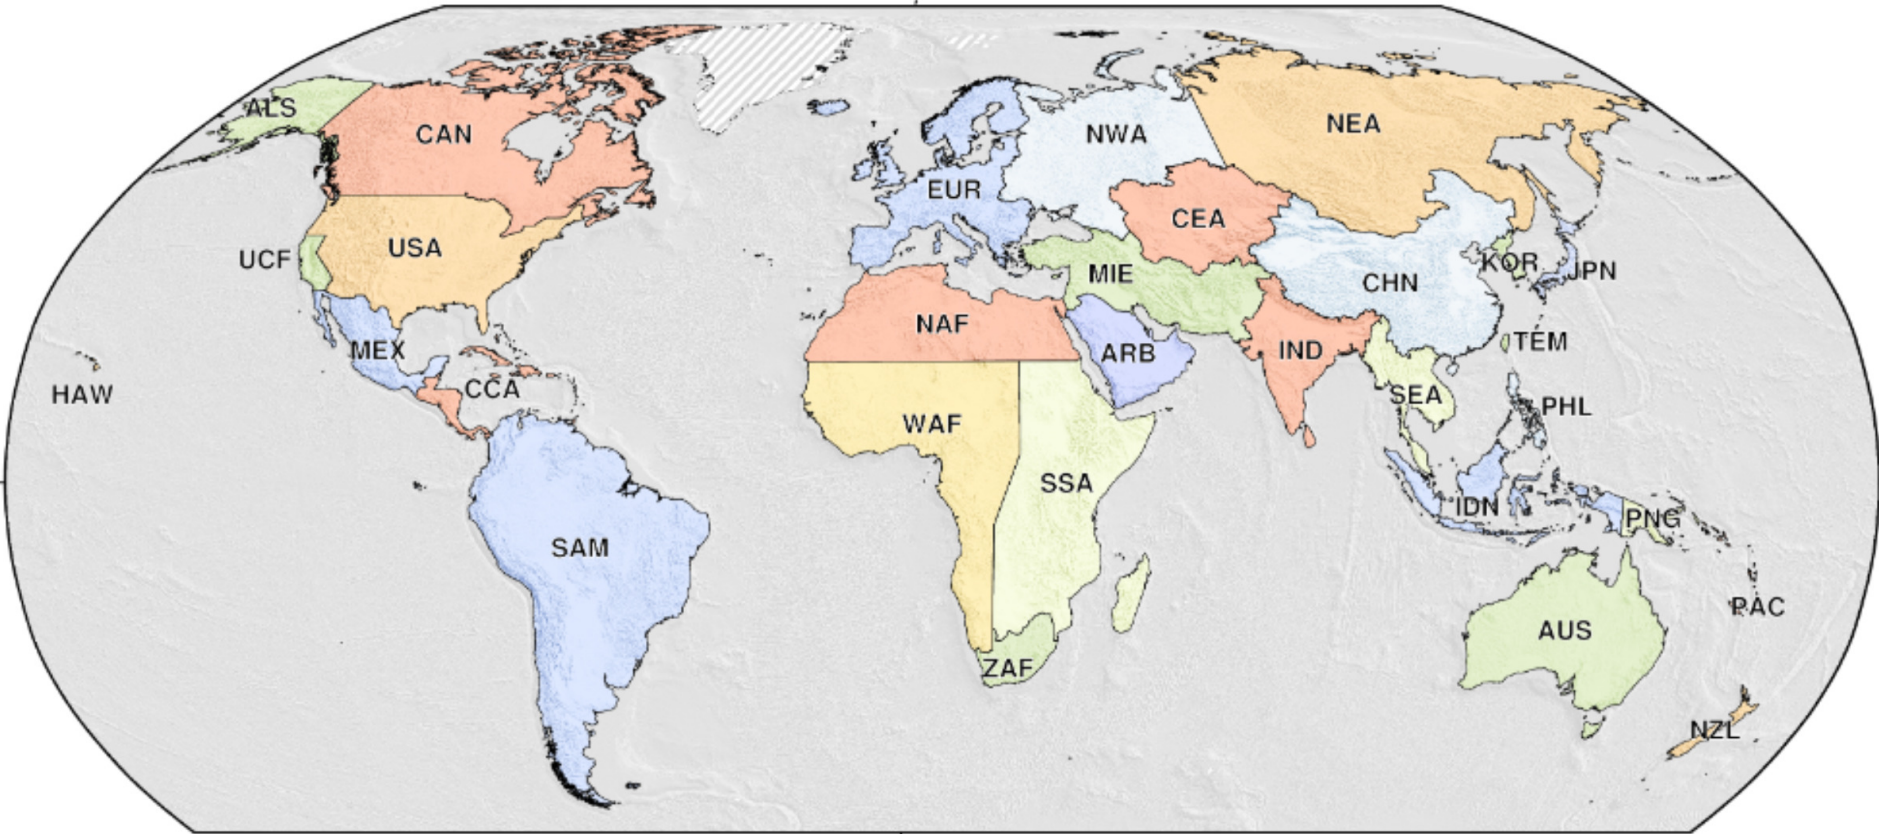 ALS
CAN
NWA
NEA
EUR
CEA
USA
UCF
MIE
CHN
KOR
JPN
NAF
MEX
ARB
IND
TEM
HAW
CCA
SEA
PHL
WAF
SSA
IDN
PNG
SAM
PAC
AUS
ZAF
NZL